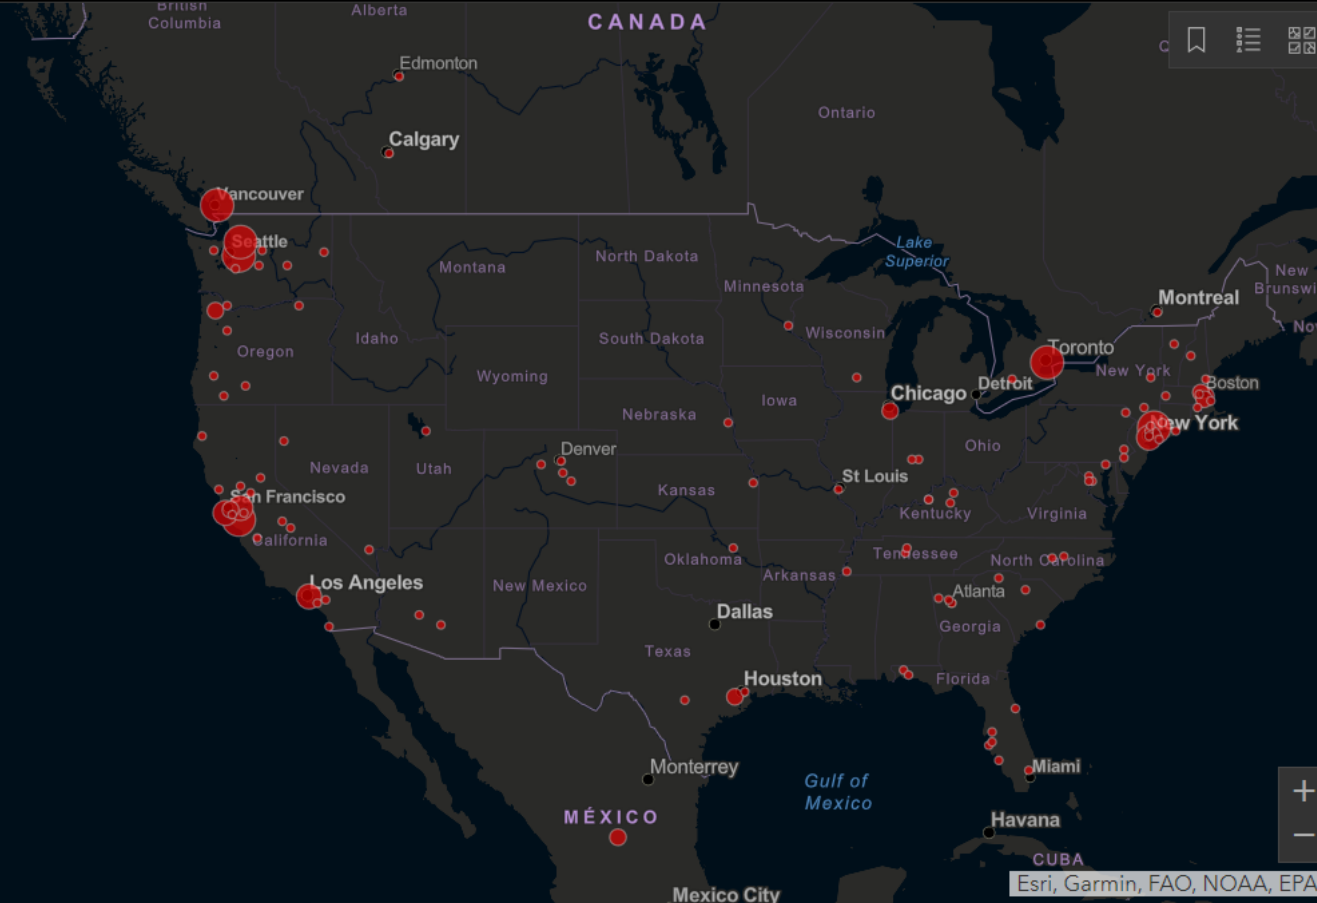 British
Columbia
Alberta
CANADA
Edmonton
Calgary
Ontario
Vancouver
Seattle
Lake
Superior
Montana
North Dakota
Minnesota
New
Brunswi
Montreal
No
Oregon
Idaho
South Dakota
Wisconsin
Toronto
New York
Wyoming
Iowa
Chicago
Detroit
Boston
Nebraska
New York
Nevada
Utah
Denver
Ohio
San Francisco
Kansas
St Louis
Kentucky
Virginia
California
Oklahoma
Arkansas
Tennessee
North Carolina
Los Angeles
New Mexico
Atlanta
Dallas
Georgia
Texas
Houston
Florida
Monterrey
Miami
Gulf of
Mexico
MÉXICO
Havana
CUBA
Mexico City
Esri, Garmin, FAO, NOAA, EPA
+
−